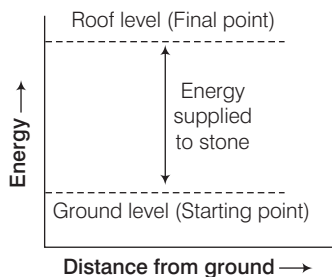 Roof level (Final point)
Energy
supplied
to stone
Ground level (Starting point)
Energy
Distance from ground